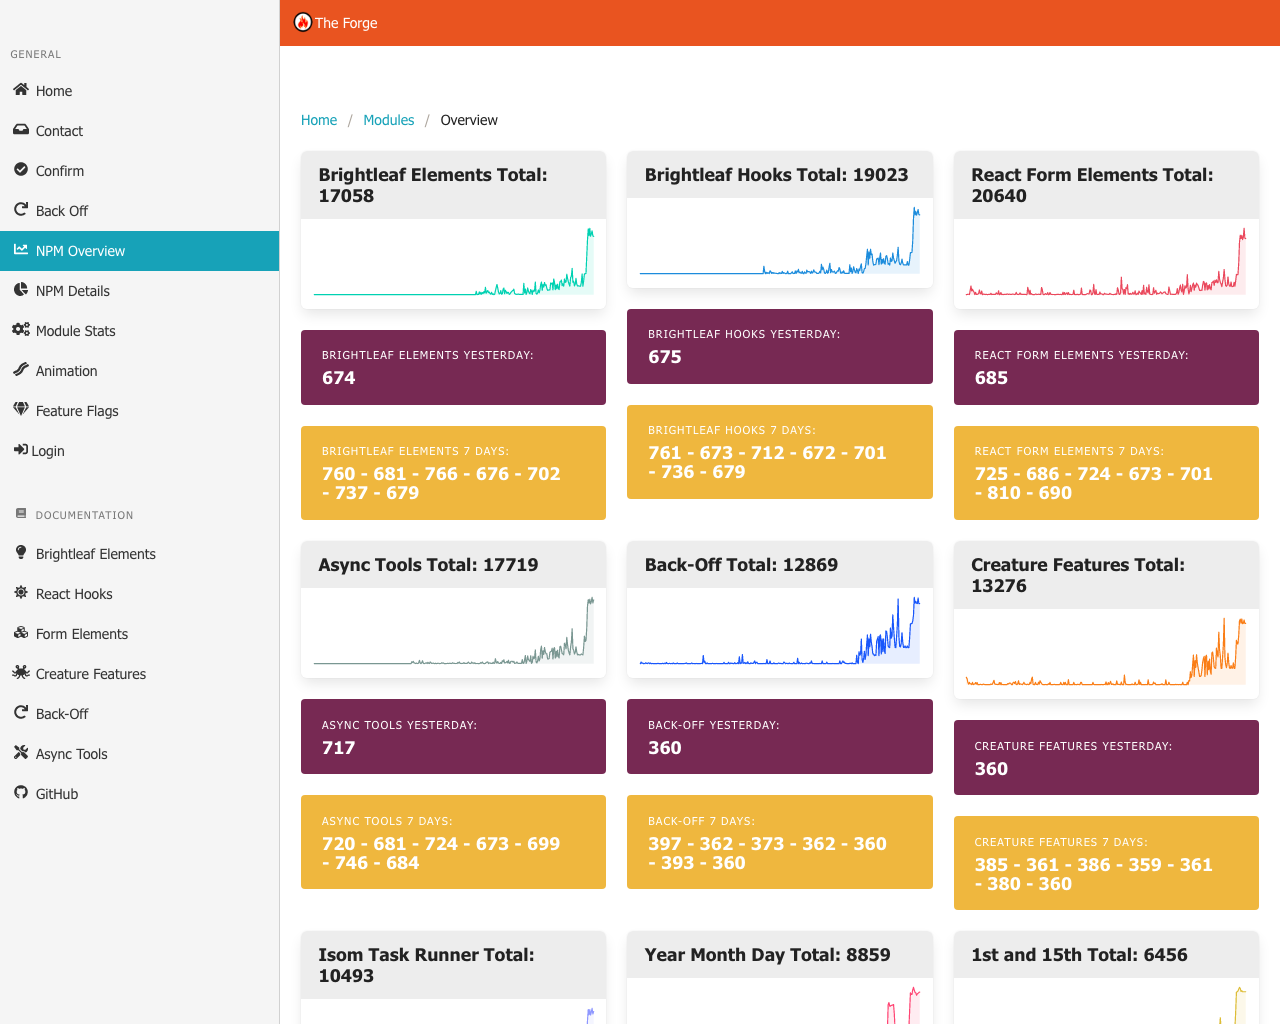 The Forge
GENERAL
Home
Contact
Confirm
Back Off
NPM Overview
NPM Details
Module Stats
Animation
Feature Flags
Login
DOCUMENTATION
Brightleaf Elements
React Hooks
Form Elements
Creature Features
Back-Off
Async Tools
GitHub
Home / Modules / Overview
Brightleaf Elements Total:
17058
BRIGHTLEAF ELEMENTS YESTERDAY:
674
BRIGHTLEAF ELEMENTS 7 DAYS:
760 - 681 - 766 - 676 - 702
- 737 - 679
Brightleaf Hooks Total: 19023
BRIGHTLEAF HOOKS YESTERDAY:
675
BRIGHTLEAF HOOKS 7 DAYS:
761 - 673 - 712 - 672 - 701
- 736 - 679
React Form Elements Total:
20640
REACT FORM ELEMENTS YESTERDAY:
685
REACT FORM ELEMENTS 7 DAYS:
725 - 686 - 724 - 673 - 701
- 810 - 690
Async Tools Total: 17719
ASYNC TOOLS YESTERDAY:
717
ASYNC TOOLS 7 DAYS:
720 - 681 - 724 - 673 - 699
- 746 - 684
Back-Off Total: 12869
BACK-OFF YESTERDAY:
360
BACK-OFF 7 DAYS:
397 - 362 - 373 - 362 - 360
- 393 - 360
Creature Features Total:
13276
CREATURE FEATURES YESTERDAY:
360
CREATURE FEATURES 7 DAYS:
385 - 361 - 386 - 359 - 361
- 380 - 360
Isom Task Runner Total:
10493
Year Month Day Total: 8859
1st and 15th Total: 6456